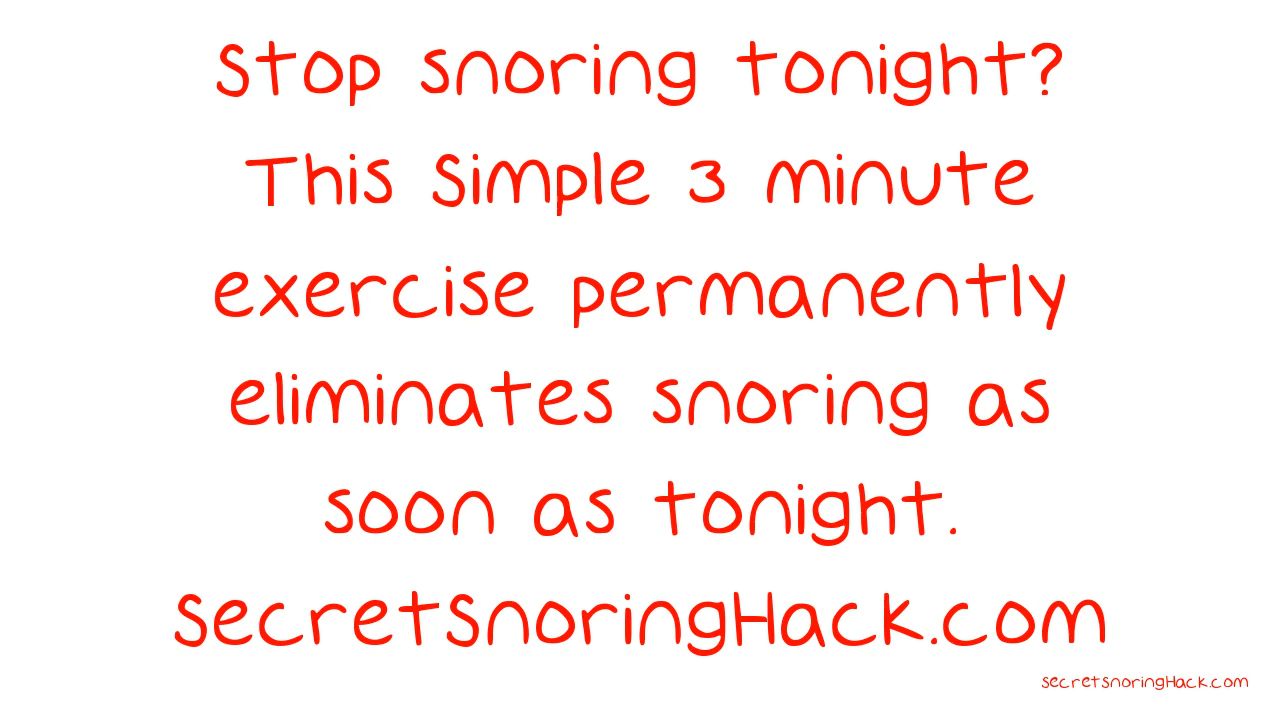 Stop snoring tonight?
This Simple 3 minute
exercise permanently
eliminates snoring as
soon as tonight.
SecretSnoringHack.com
secretsnoringHack.com